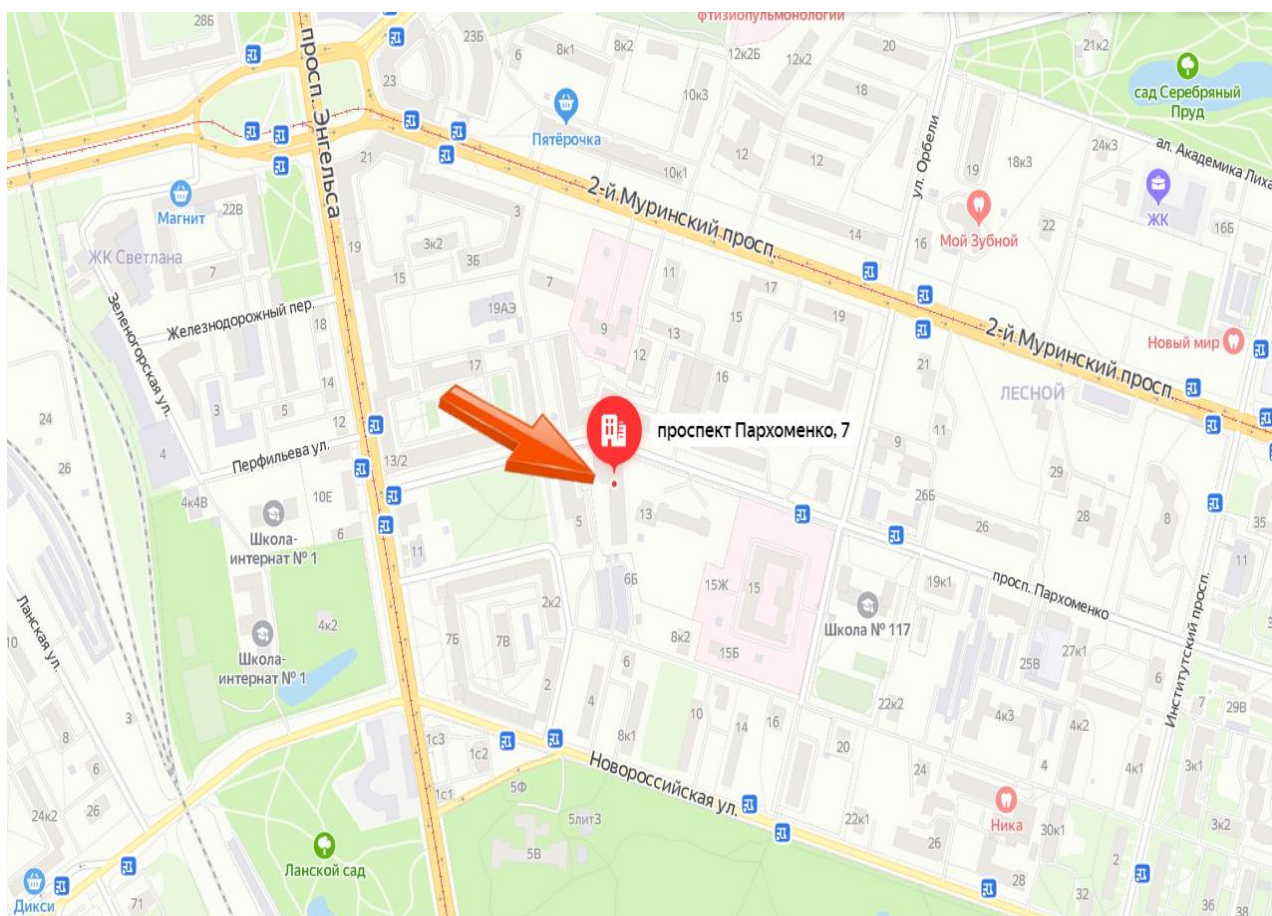 фтизиопульмонологии
28Б
23Б
6
8к1
8к2
12к2Б
12к2
20
21к2
сад Серебряный
Пруд
23
10к3
18
просп. Энгельса
Пятёрочка
21
10к1
12
12
ул. Орбели
19
18к3
24к3
ал. Академика Лиха
Магнит
22В
2-й Муринский просп.
3
Мой Зубной
22
ЖК
16Б
ЖК Светлана
7
19
3к2
3Б
14
16
15
7
11
17
Зеленогорская ул.
Железнодорожный пер.
18
19АЭ
9
13
15
19
2-й Муринский просп.
Новый мир
12
17
16
21
14
ЛЕСНОЙ
24
3
5
12
проспект Пархоменко, 7
9
11
26
4
Перфильева ул.
13/2
29
4к4В
10Е
26Б
26
28
8
35
Школа-
интернат № 1
6
11
5
13
11
6Б
15Ж
15
19к1
просп. Пархоменко
Ланская ул.
10
4к2
2к2
Школа № 117
Институтский просп.
7Б
7В
8к2
15Б
25В
27к1
Школа-
интернат № 1
6
6
2
4
22к2
7
29В
3
10
14
16
4к3
4к2
8
1с3
1с2
8к1
20
6
Новороссийская ул.
24
4
4к1
3к1
24к2
26
1с1
5Ф
5лит3
22к1
Ника
30к1
3к2
5В
26
2
Ланской сад
28
32
Дикси
71
36
38